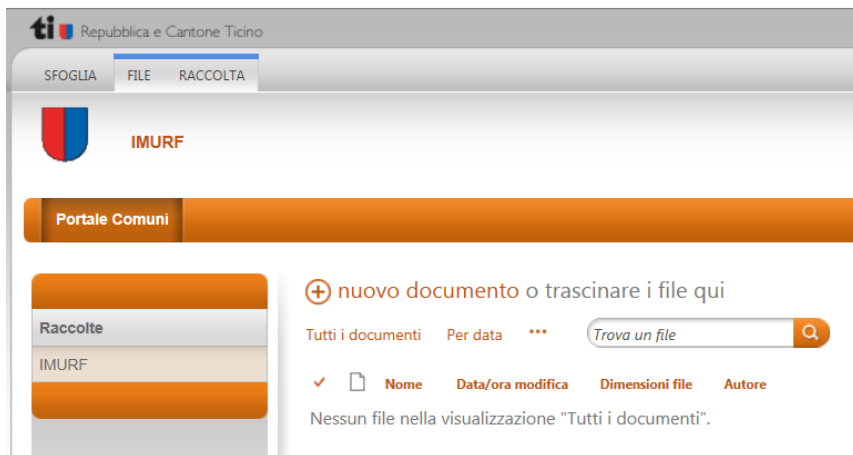 ti Repubblica e Cantone Ticino
SFOGLIA FILE RACCOLTA
IMURF
Portale Comuni
nuovo documento o trascinare i file qui
Tutti i documenti Per data ••• Trova un file
Raccolte
IMURF
Nome Data/ora modifica Dimensioni file Autore
Nessun file nella visualizzazione "Tutti i documenti".